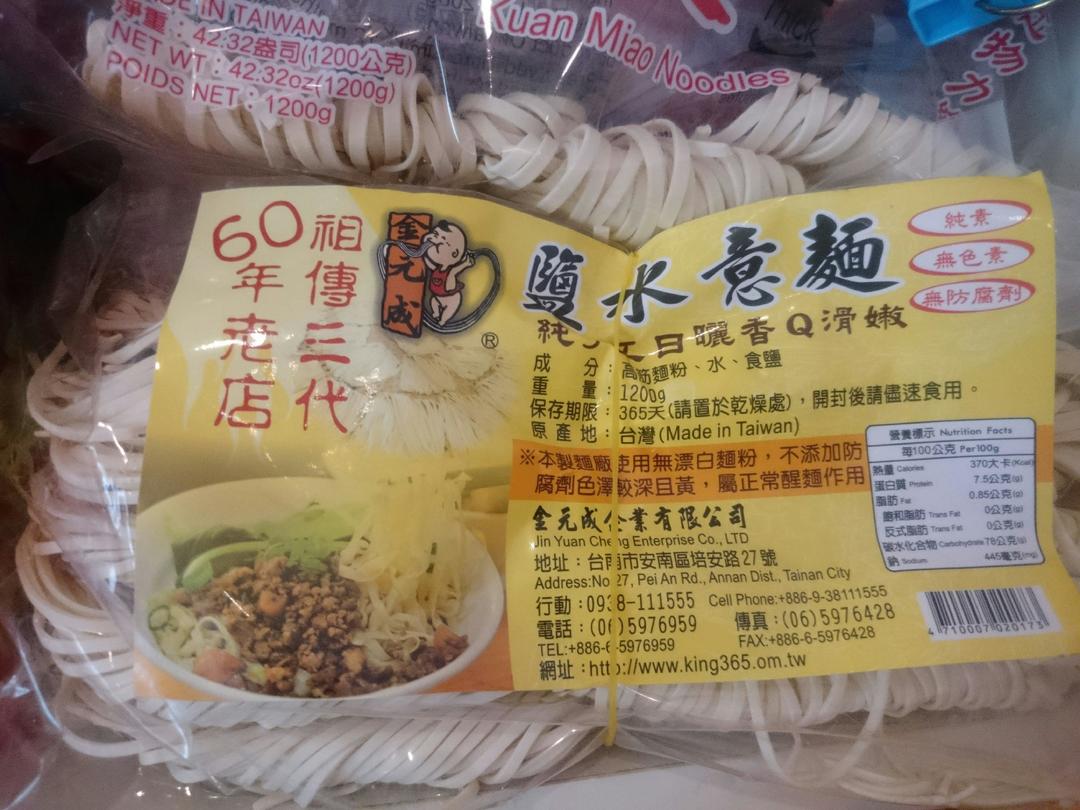 IN TAIWAN
淨重：42.32盎司(1200公克)
NET WT：42.32oz(1200g)
POIDS NET：1200g
Kuan Miao Noodles
Thick
祖傳三代
60年老店
金元成
®
鹽水意麵
純素
無色素
無防腐劑
純 日曬香Q滑嫩
成 分：高筋麵粉、水、食鹽
重 量：1200g
保存期限：365天(請置於乾燥處)，開封後請儘速食用。
原產地：台灣(Made in Taiwan)
※本製麵廠使用無漂白麵粉，不添加防
腐劑色澤較深且黃，屬正常醒麵作用
金元成企業有限公司
Jin Yuan Cheng Enterprise Co., LTD
地址：台南市安南區培安路27號
Address:No 27, Pei An Rd., Annan Dist., Tainan City
行動：0938-111555 Cell Phone:+886-9-38111555
電話：(06)5976959 傳真：(06)5976428
TEL:+886-6-5976959 FAX:+886-6-5976428
網址：http://www.king365.om.tw
營養標示 Nutrition Facts
每100公克 Per100g
熱量 Calories 370大卡(Kcal)
蛋白質 Protein 7.5公克(g)
脂肪 Fat 0.85公克(g)
飽和脂肪 Trans Fat 0公克(g)
反式脂肪 Trans Fat 0公克(g)
碳水化合物 Carbohydrate 78公克(g)
鈉 Sodium 445毫克(mg)
4710007020173